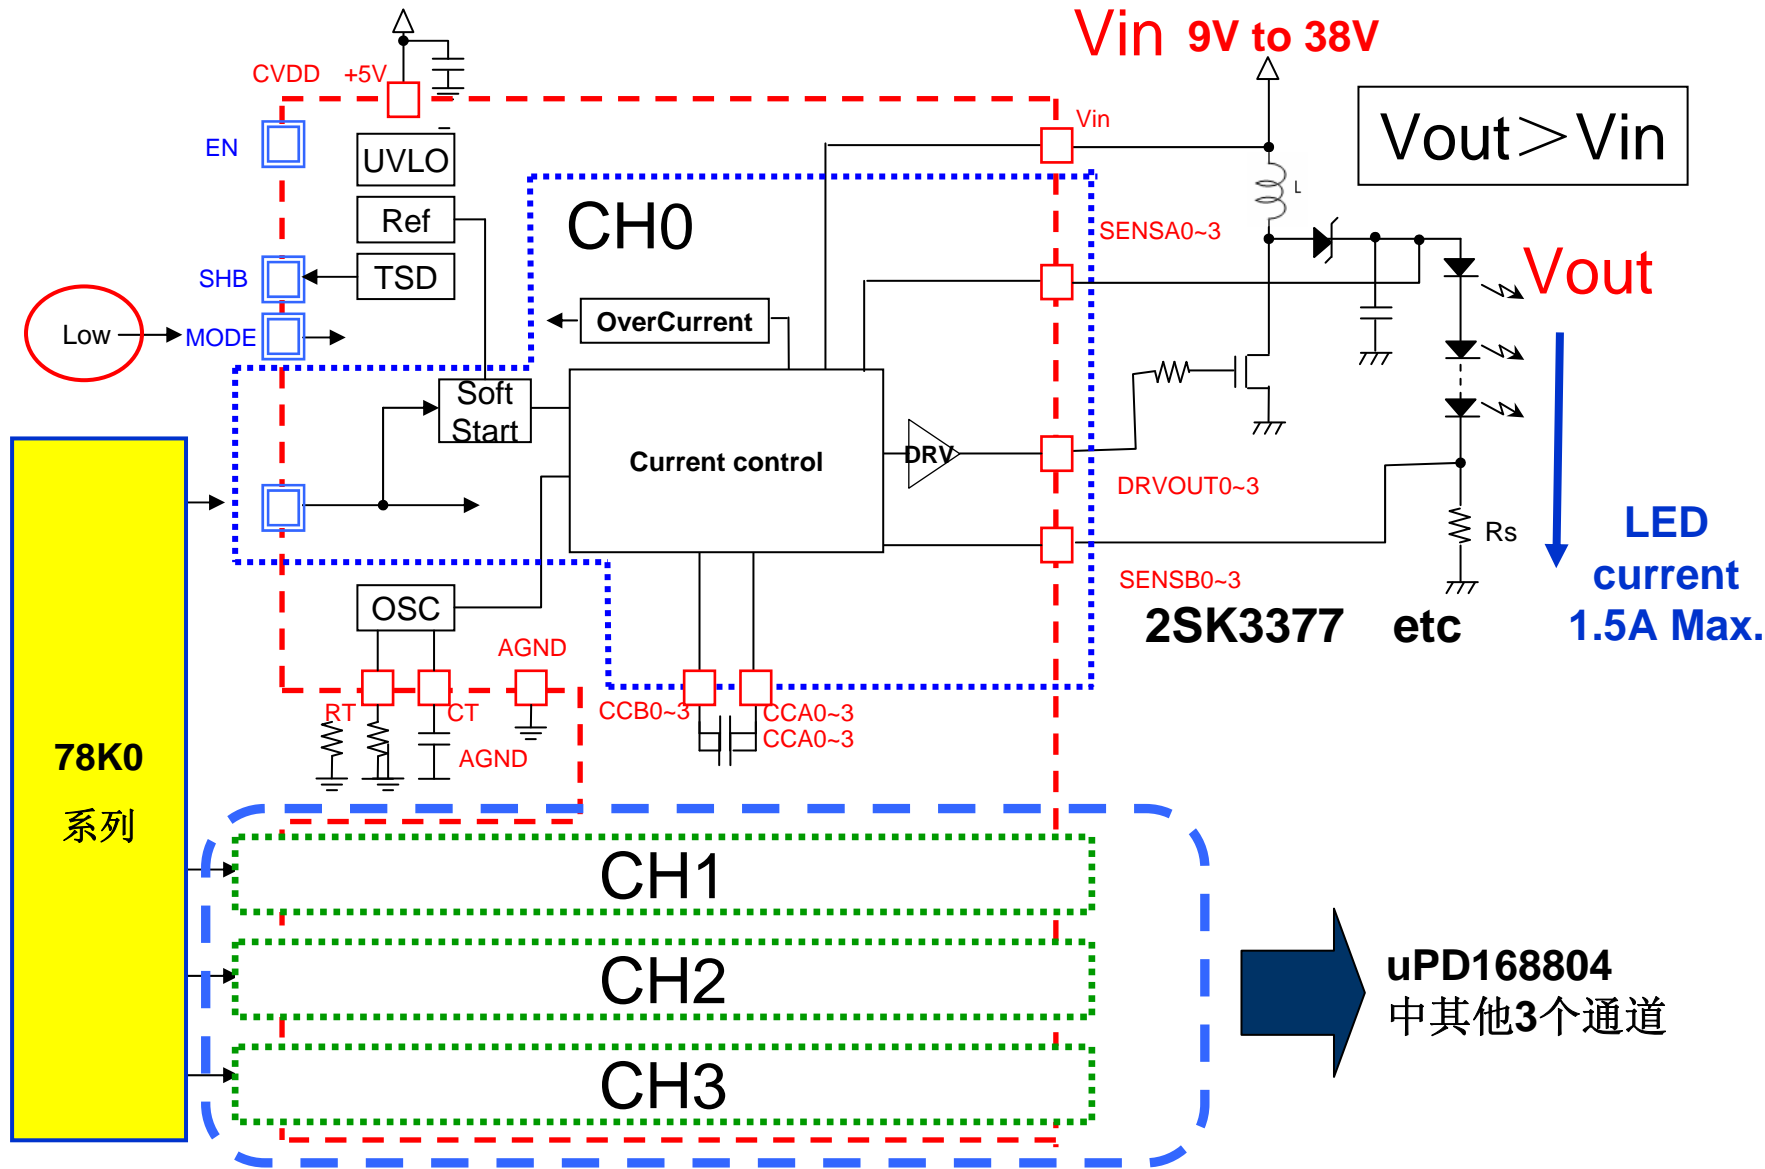 Vin 9V to 38V
CVDD +5V
Vin
EN
UVLO
Vout＞Vin
Ref
CH0
L
SENSA0~3
SHB
TSD
Vout
Low
MODE
OverCurrent
Soft
Start
Current control
DRV
DRVOUT0~3
Rs
LED
current
1.5A Max.
SENSB0~3
2SK3377 etc
OSC
AGND
RT
CT
CCB0~3
CCA0~3
CCA0~3
AGND
78K0
系列
CH1
CH2
CH3
uPD168804
中其他3个通道